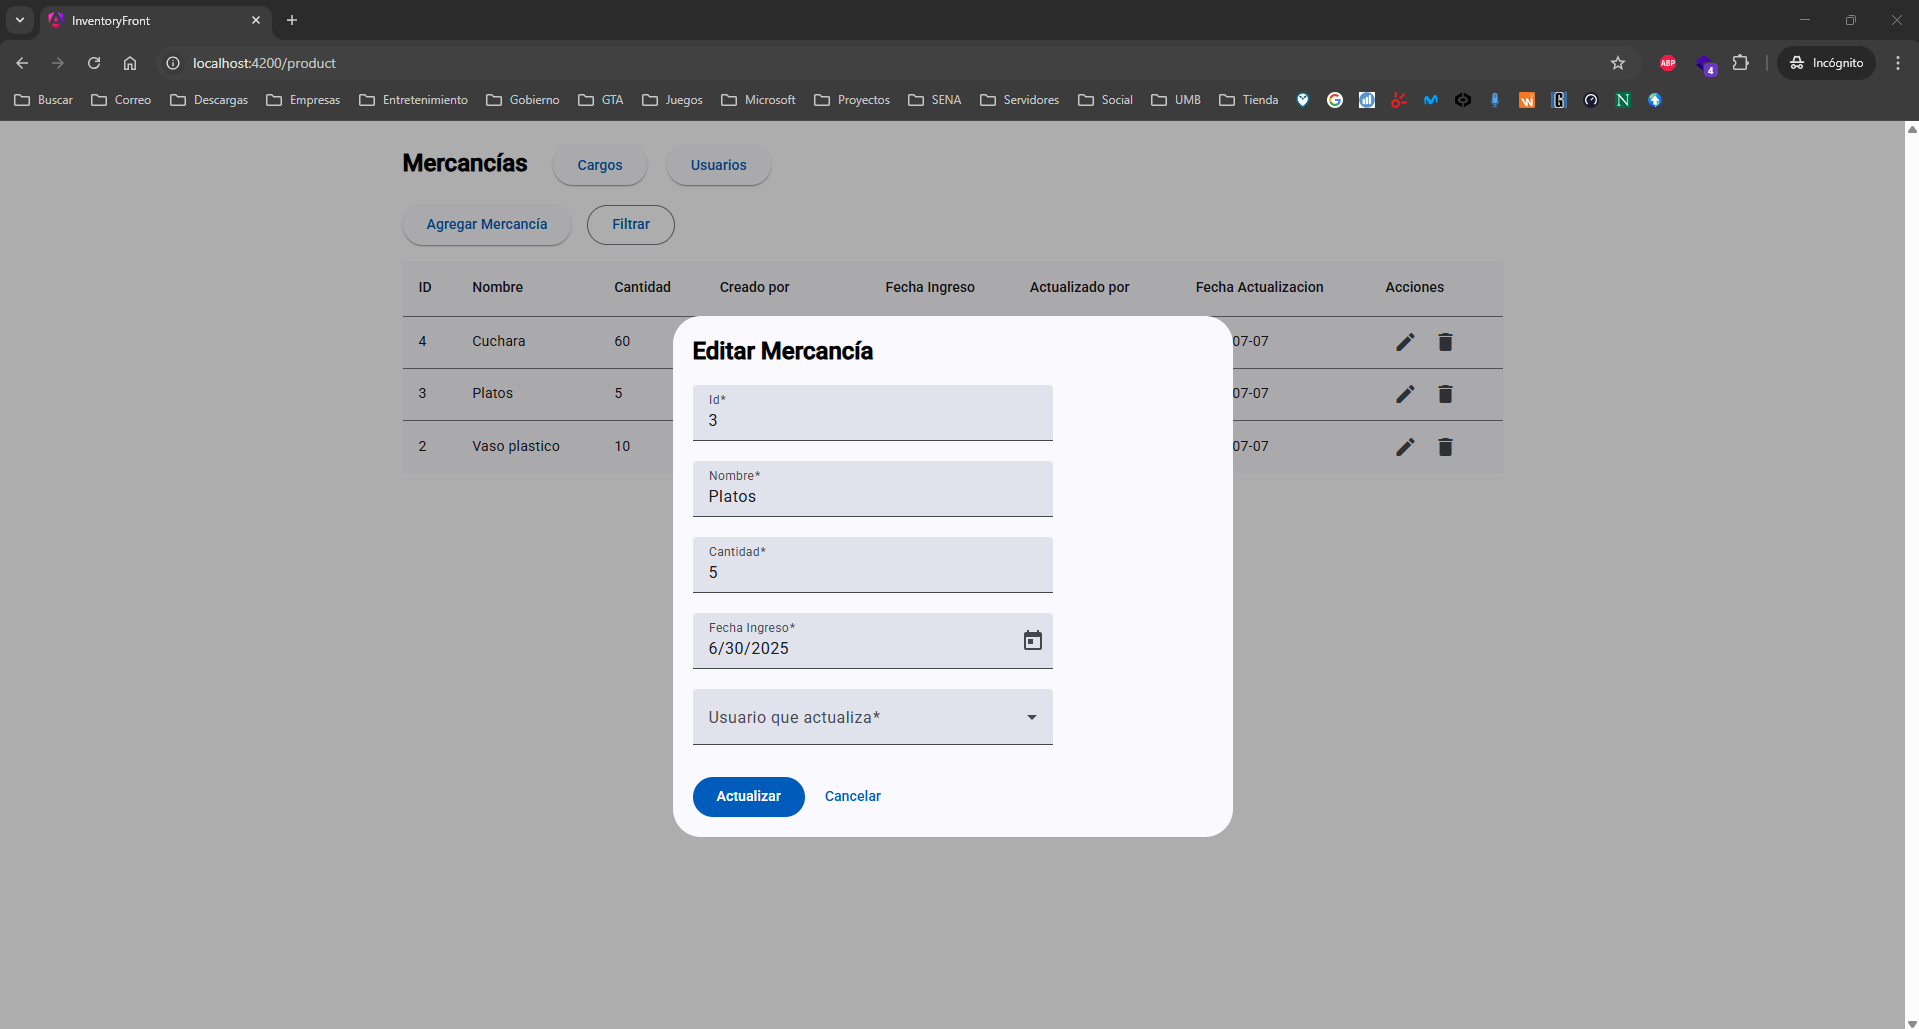 InventoryFront
localhost:4200/product
ABP
4
Incógnito
Buscar Correo Descargas Empresas Entretenimiento Gobierno GTA Juegos Microsoft Proyectos SENA Servidores Social UMB Tienda
Mercancías Cargos Usuarios
Agregar Mercancía Filtrar
ID Nombre Cantidad Creado por Fecha Ingreso Actualizado por Fecha Actualizacion Acciones
4 Cuchara 60 07-07
3 Platos 5 07-07
2 Vaso plastico 10 07-07
Editar Mercancía
Id*
3
Nombre*
Platos
Cantidad*
5
Fecha Ingreso*
6/30/2025
Usuario que actualiza*
Actualizar Cancelar